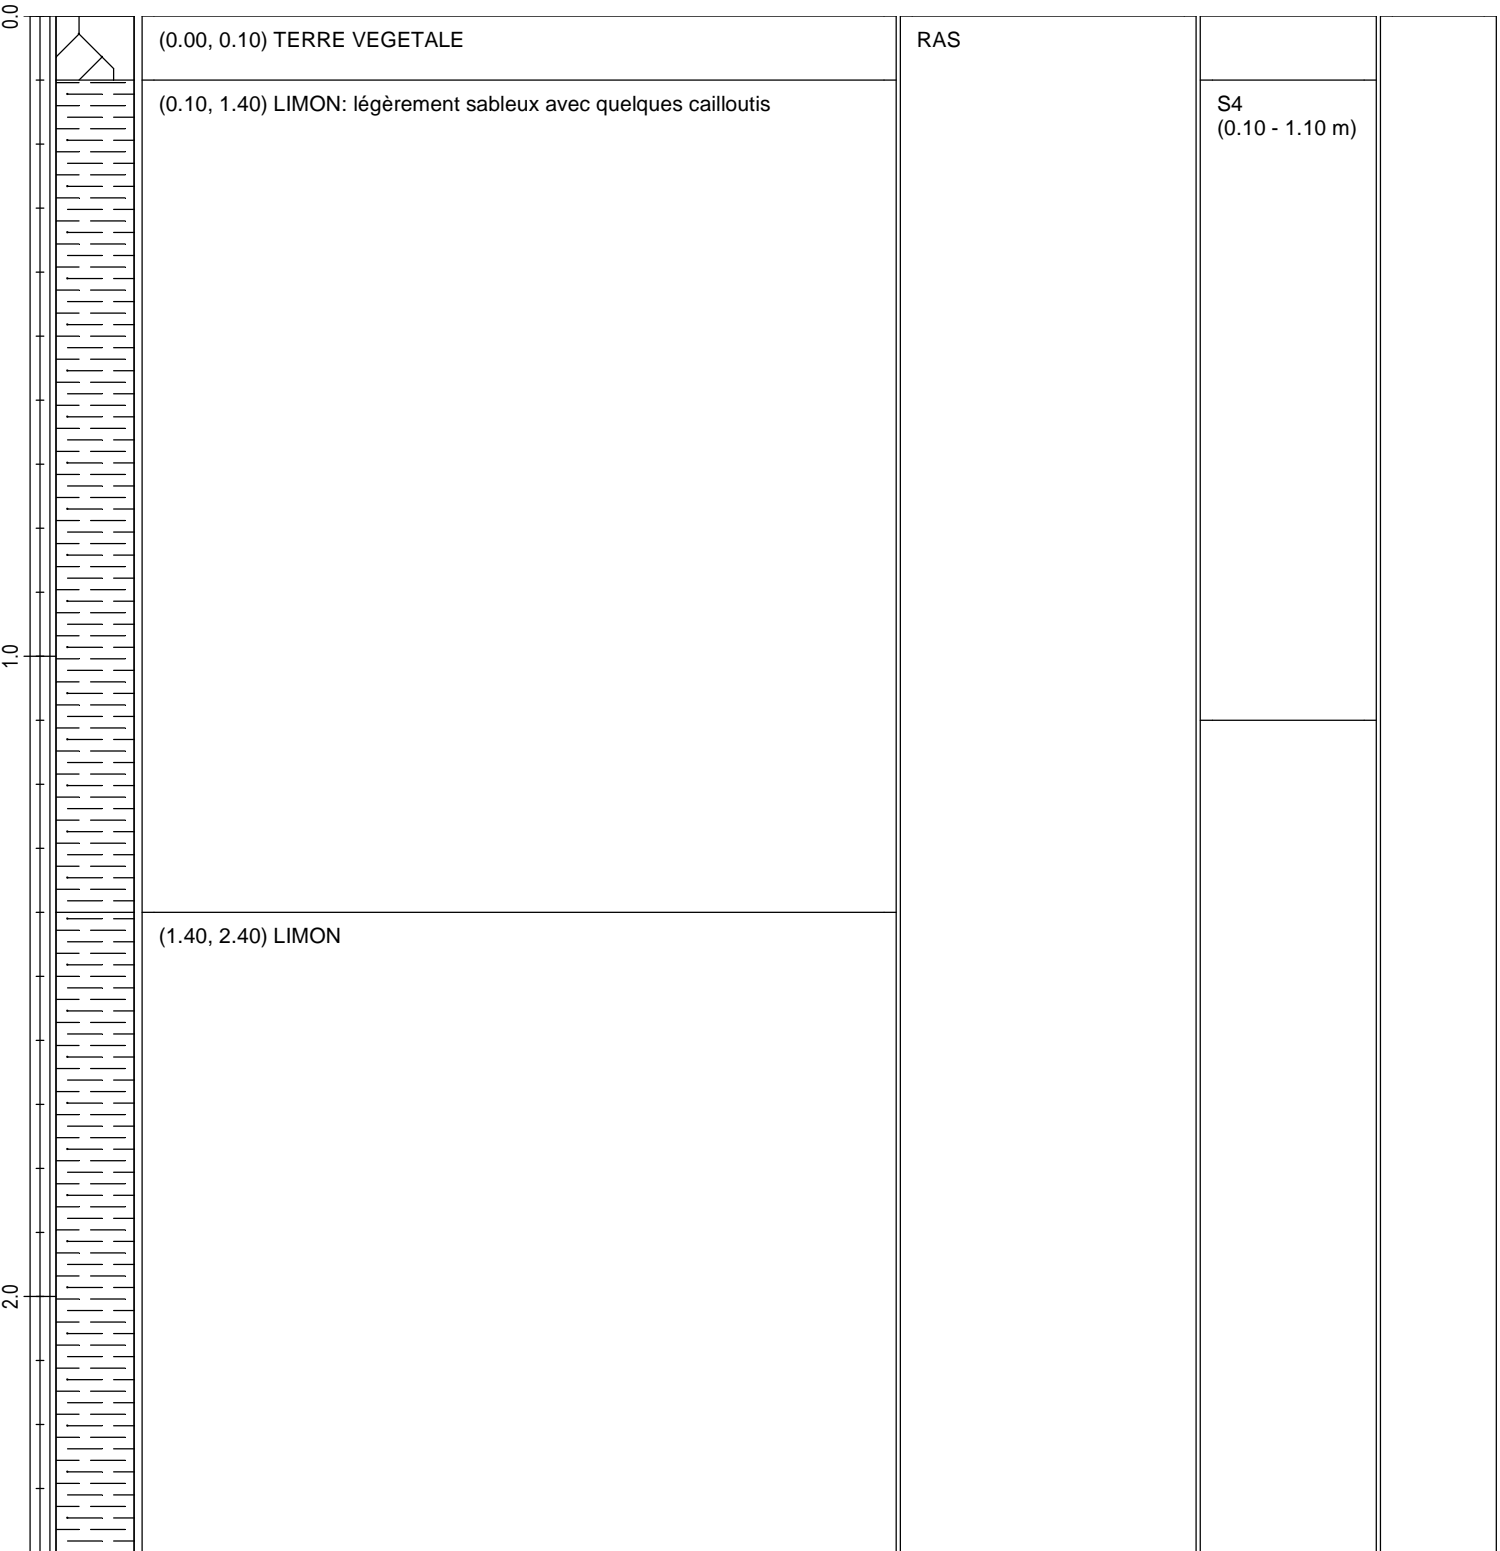 0.0
(0.00, 0.10) TERRE VEGETALE
RAS
(0.10, 1.40) LIMON: légèrement sableux avec quelques cailloutis
S4
(0.10 - 1.10 m)
1.0
(1.40, 2.40) LIMON
2.0